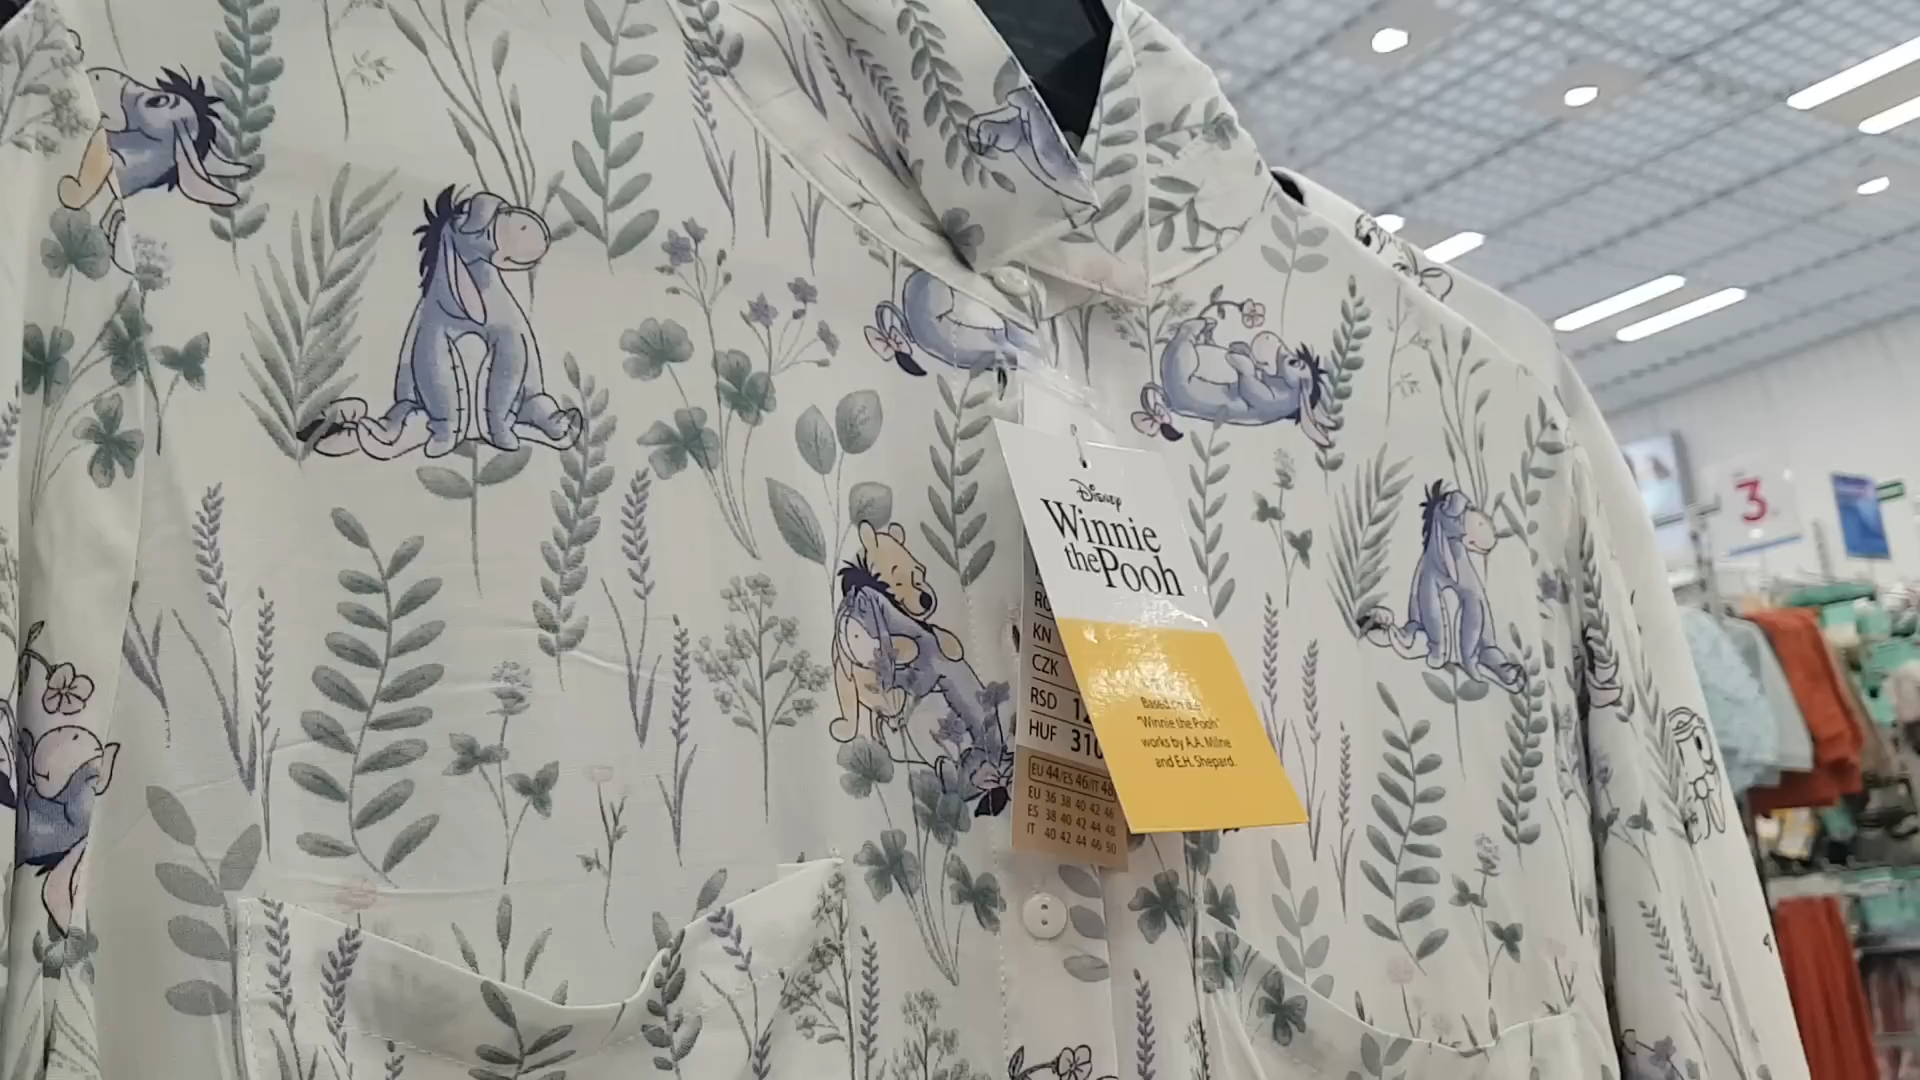 Disney
Winnie
the Pooh
Based on the
"Winnie the Pooh"
works by A.A. Milne
and E.H. Shepard.
KN
CZK
RSD
HUF
EU 44/ES 46/IT 48
EU 36 38 40 42 46
ES 38 40 42 44 48
IT 40 42 44 46 50
3